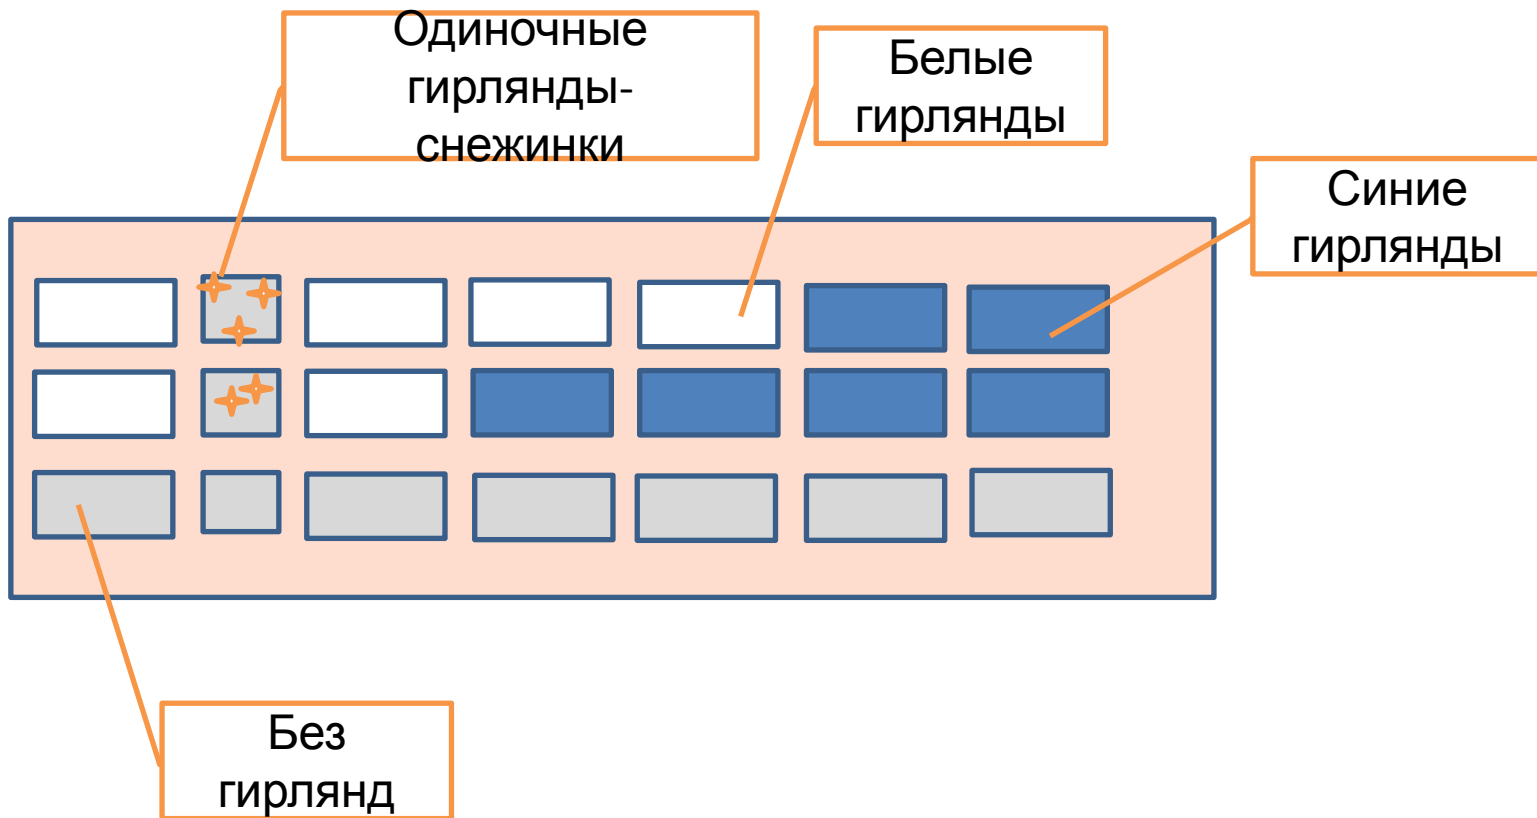 Одиночные
гирлянды-
снежинки
Белые
гирлянды
Синие
гирлянды
Без
гирлянд